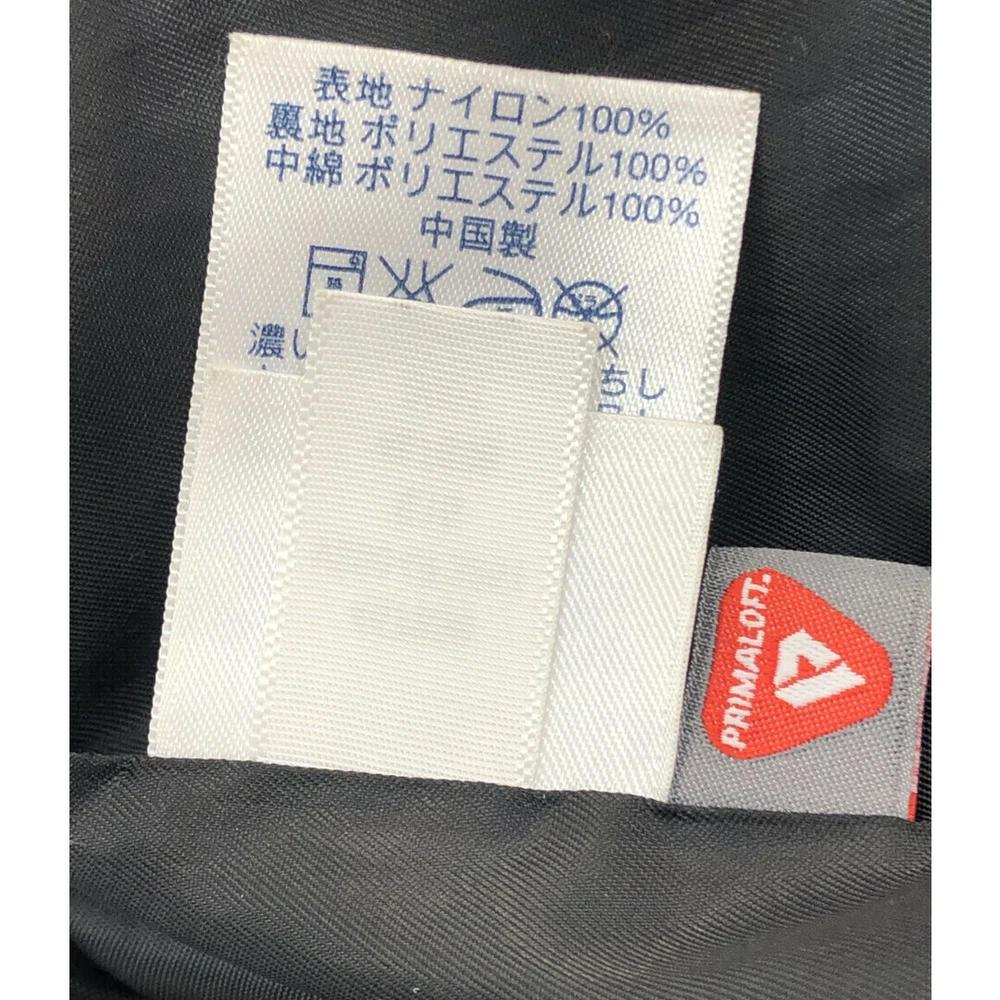 表地 ナイロン100%
裏地 ポリエステル100%
中綿 ポリエステル100%
中国製
濃い
ちし
PRIMALOFT.